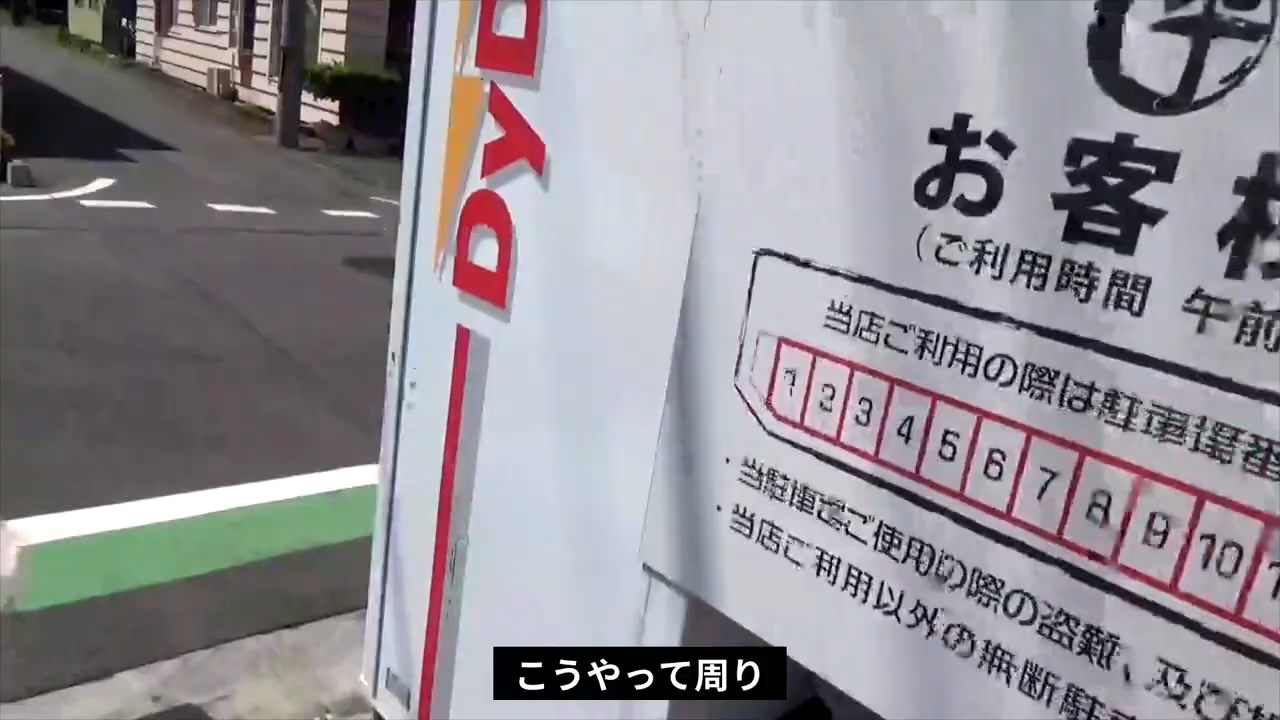 DyD
お客様
（ご利用時間 午前
当店ご利用の際は駐車場番
1 2 3 4 5 6 7 8 9 10
・当駐車場ご使用の際の盗難、及び
・当店ご利用以外の無断駐
こうやって周り